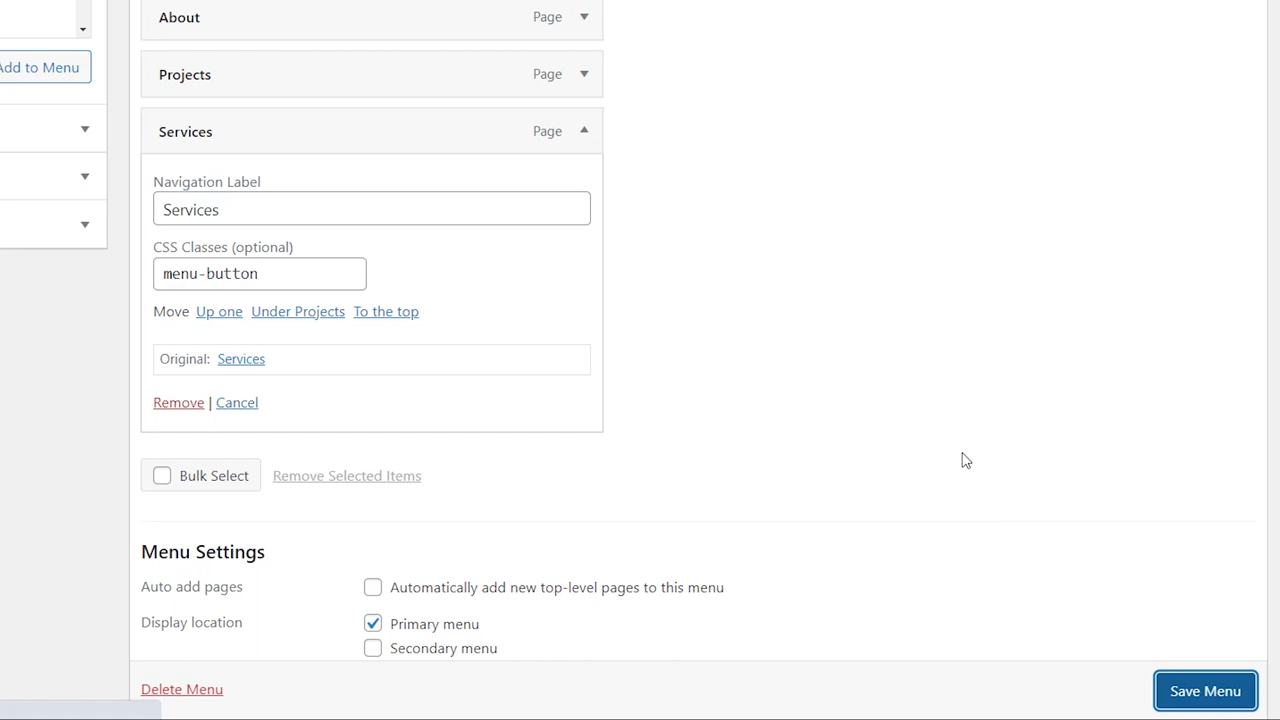 About Page
Add to Menu
Projects Page
Services Page
Navigation Label
Services
CSS Classes (optional)
menu-button
Move Up one Under Projects To the top
Original: Services
Remove | Cancel
Bulk Select Remove Selected Items
Menu Settings
Auto add pages Automatically add new top-level pages to this menu
Display location Primary menu
Secondary menu
Delete Menu Save Menu